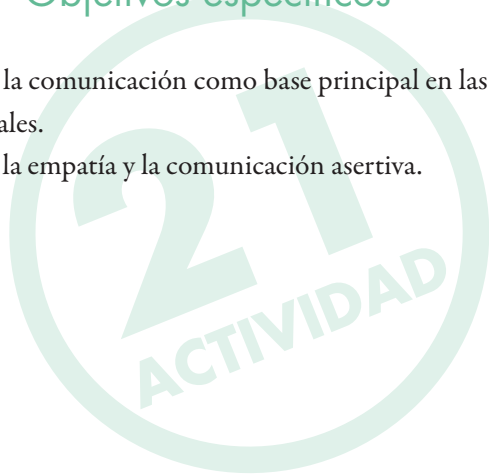 Objetivos específicos
la comunicación como base principal en las
ales.
la empatía y la comunicación asertiva.
21
ACTIVIDAD